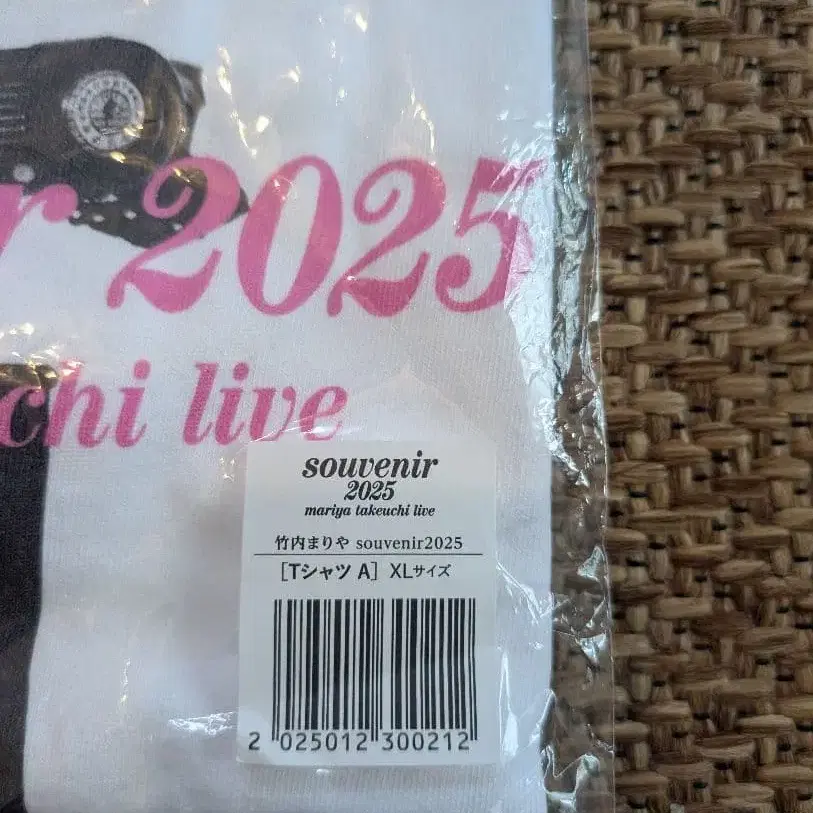 r 2025
chi live
souvenir
2025
mariya takeuchi live
竹内まりや souvenir2025
[Tシャツ A] XLサイズ
2 025012 300212